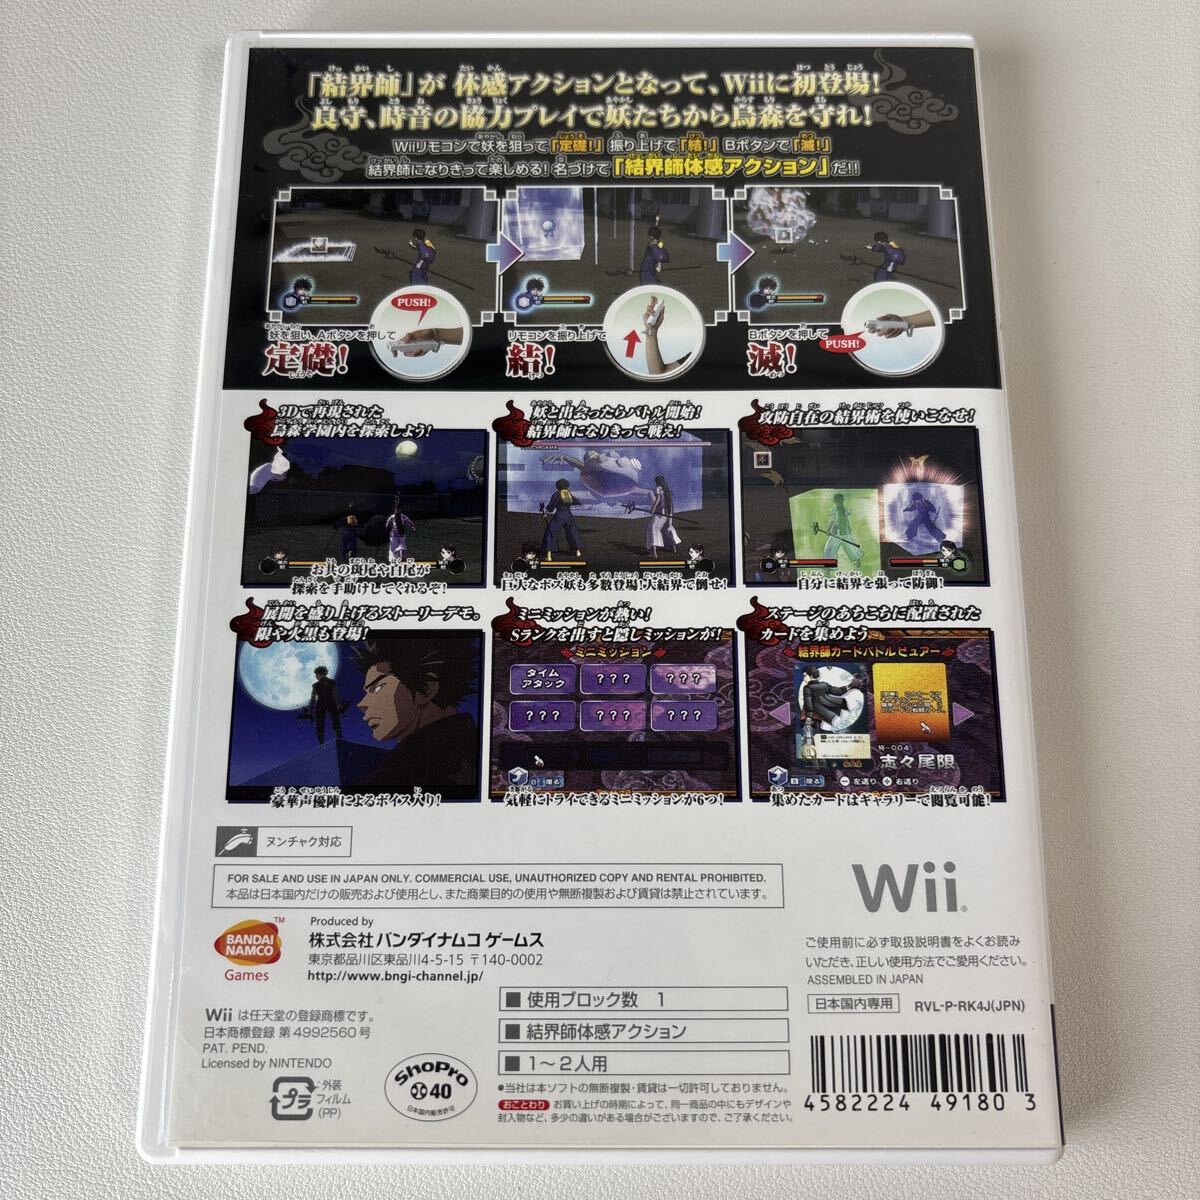 「結界師」が 体感アクションとなって、Wiiに初登場!
良守、時音の協力プレイで妖たちから烏森を守れ!
Wiiリモコンで妖を狙って「定礎!」振り上げて「結!」Bボタンで「滅!」
結界師になりきって楽しめる! 名づけて「結界師体感アクション」だ!!
PUSH!
妖を狙い、Aボタンを押して
定礎!
リモコンを振り上げて
結!
Bボタンを押して
滅!
PUSH!
3Dで再現された
烏森学園内を探索しよう!
お供の斑尾や白尾が
探索を手助けしてくれるぞ!
妖と出会ったらバトル開始!
結界師になりきって戦え!
巨大なボス妖も多数登場!大結界で倒せ!
攻防自在の結界術を使いこなせ!
自分に結界を張って防御!
展開を盛り上げるストーリーデモ。
限や火黒も登場!
豪華声優陣によるボイス入り!
ミニミッションが熱い!
Sランクを出すと隠しミッションが!
ミニミッション
タイム
アタック
???
???
???
???
???
戻る
気軽にトライできるミニミッションが6つ!
ステージのあちこちに配置された
カードを集めよう
結界師カードバトルビュアー
004
志々尾限
戻る
左送り
右送り
集めたカードはギャラリーで閲覧可能!
ヌンチャク対応
FOR SALE AND USE IN JAPAN ONLY. COMMERCIAL USE, UNAUTHORIZED COPY AND RENTAL PROHIBITED.
本品は日本国内だけの販売および使用とし、また商業目的の使用や無断複製および賃貸は禁止されています。
Wii
BANDAI
NAMCO
Games
Produced by
株式会社 バンダイナムコ ゲームス
東京都品川区東品川4-5-15 〒140-0002
http://www.bngi-channel.jp/
ご使用前に必ず取扱説明書をよくお読み
いただき、正しい使用方法でご愛用ください。
ASSEMBLED IN JAPAN
日本国内専用
RVL-P-RK4J(JPN)
Wii は任天堂の登録商標です。
日本商標登録 第4992560号
PAT. PEND.
Licensed by NINTENDO
■ 使用ブロック数 1
■ 結界師体感アクション
■ 1〜2人用
プラ
:外装
フィルム
(PP)
ShoPro
40
日本国内販売許可
●当社は本ソフトの無断複製・賃貸は一切許可しておりません。
おことわり お買い上げの時期によって、同一商品の中にもデザインや
封入物など、多少の違いがある場合がございますので、ご了承ください。
4582224 49180 3